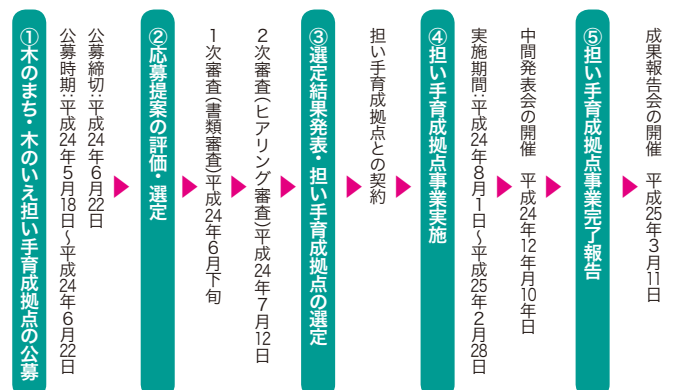 ①木のまち・木のいえ担い手育成拠点の公募
公募時期：平成24年5月18日～平成24年6月22日
公募締切：平成24年6月22日
②応募提案の評価・選定
1次審査（書類審査）平成24年6月下旬
2次審査（ヒアリング審査）平成24年7月12日
③選定結果発表・担い手育成拠点の選定
担い手育成拠点との契約
④担い手育成拠点事業実施
実施期間：平成24年8月1日～平成25年2月28日
中間発表会の開催　平成24年12年月10年日
⑤担い手育成拠点事業完了報告
成果報告会の開催　平成25年3月11日